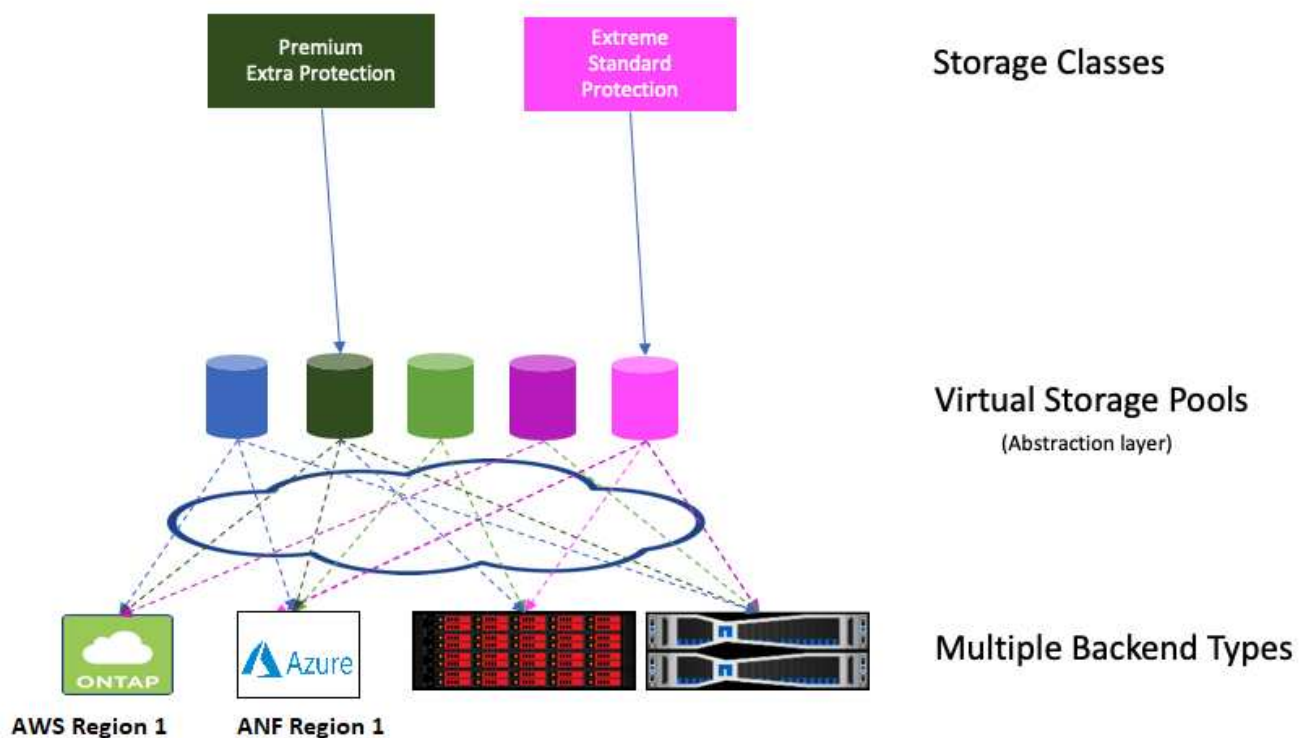 Premium
Extra Protection
Extreme
Standard
Protection
Storage Classes
Virtual Storage Pools
(Abstraction layer)
ONTAP
Azure
Multiple Backend Types
AWS Region 1
ANF Region 1